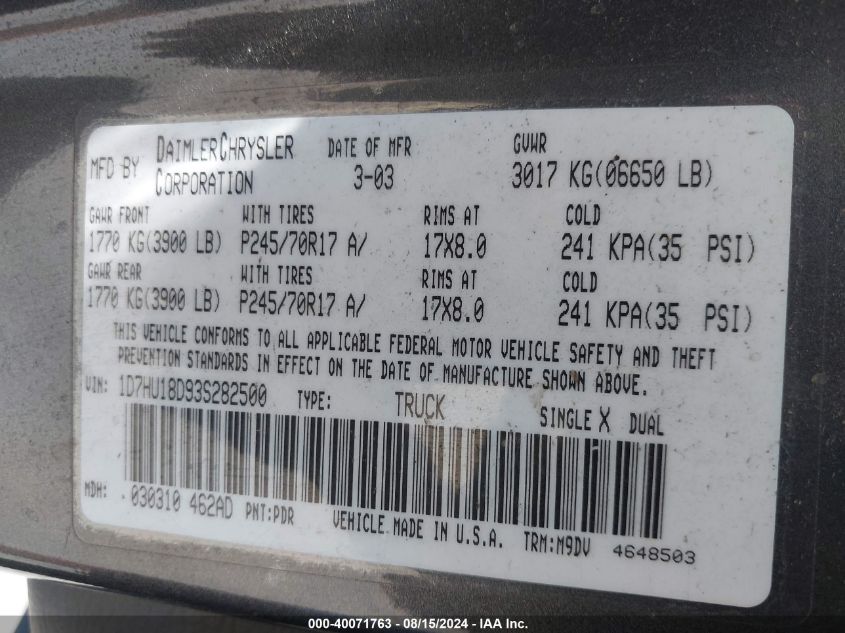 MFD BY DAIMLERCHRYSLER CORPORATION DATE OF MFR 3-03 GVWR 3017 KG(06650 LB)
GAWR FRONT WITH TIRES RIMS AT COLD
1770 KG(3900 LB) P245/70R17 A/ 17X8.0 241 KPA(35 PSI)
GAWR REAR WITH TIRES RIMS AT COLD
1770 KG(3900 LB) P245/70R17 A/ 17X8.0 241 KPA(35 PSI)
THIS VEHICLE CONFORMS TO ALL APPLICABLE FEDERAL MOTOR VEHICLE SAFETY AND THEFT
PREVENTION STANDARDS IN EFFECT ON THE DATE OF MANUFACTURE SHOWN ABOVE.
VIN: 1D7HU18D93S282500 TYPE: TRUCK SINGLE X DUAL
MDH: 030310 462AD PNT:PDR VEHICLE MADE IN U.S.A. TRM:M9DV 4648503
000-40071763 - 08/15/2024 - IAA Inc.